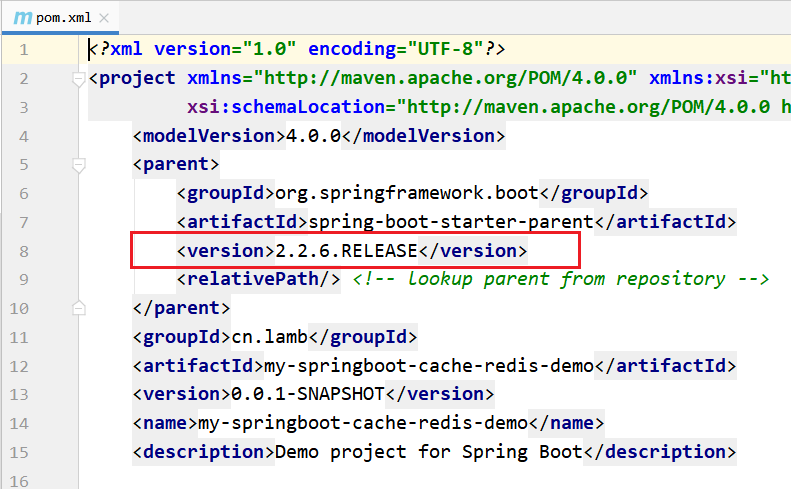 pom.xml
1 <?xml version="1.0" encoding="UTF-8"?>
2 <project xmlns="http://maven.apache.org/POM/4.0.0" xmlns:xsi="ht
3 xsi:schemaLocation="http://maven.apache.org/POM/4.0.0 h
4 <modelVersion>4.0.0</modelVersion>
5 <parent>
6 <groupId>org.springframework.boot</groupId>
7 <artifactId>spring-boot-starter-parent</artifactId>
8 <version>2.2.6.RELEASE</version>
9 <relativePath/> <!-- lookup parent from repository -->
10 </parent>
11 <groupId>cn.lamb</groupId>
12 <artifactId>my-springboot-cache-redis-demo</artifactId>
13 <version>0.0.1-SNAPSHOT</version>
14 <name>my-springboot-cache-redis-demo</name>
15 <description>Demo project for Spring Boot</description>
16